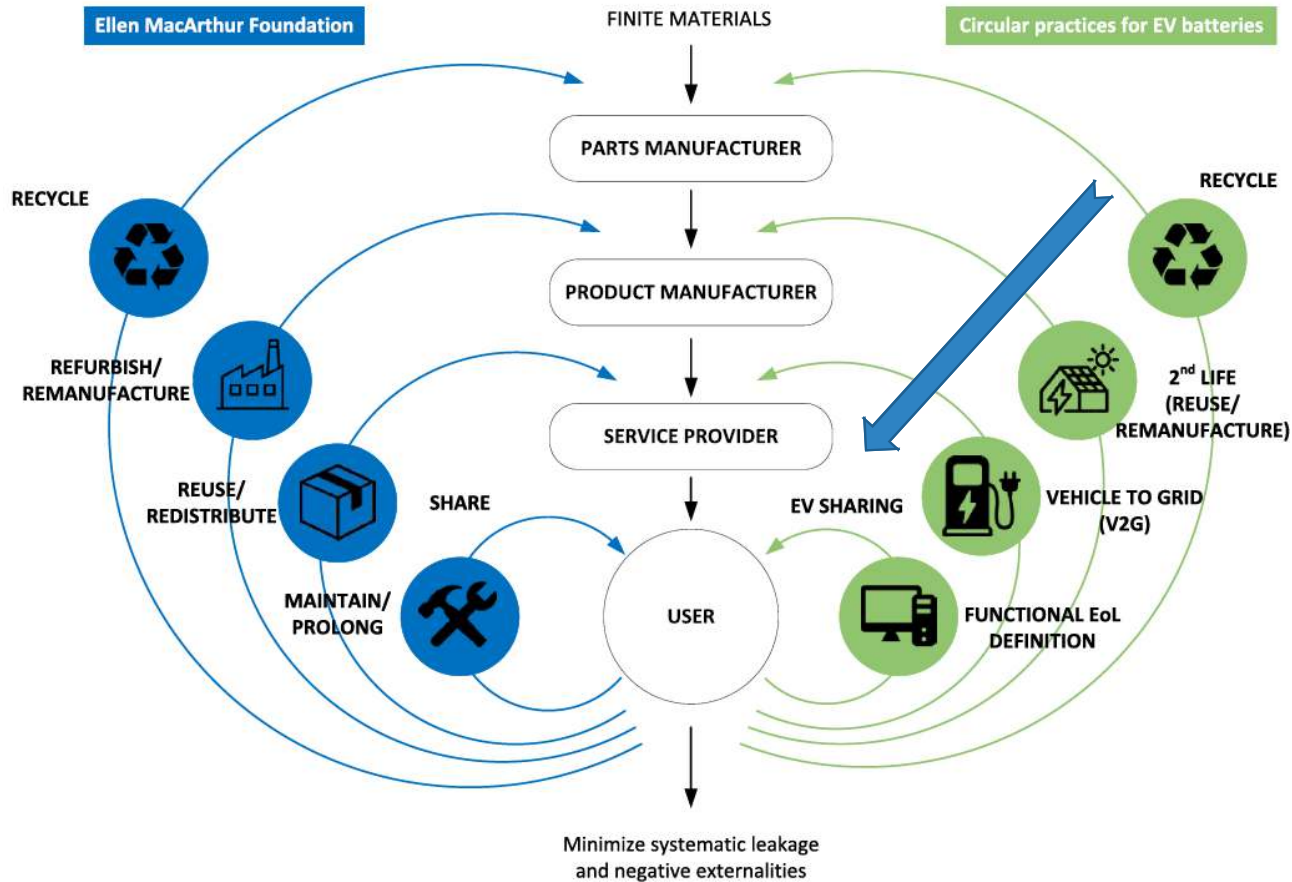 Ellen MacArthur Foundation
FINITE MATERIALS
Circular practices for EV batteries
PARTS MANUFACTURER
RECYCLE
RECYCLE
PRODUCT MANUFACTURER
REFURBISH/
REMANUFACTURE
2nd LIFE
(REUSE/
REMANUFACTURE)
SERVICE PROVIDER
REUSE/
REDISTRIBUTE
SHARE
EV SHARING
VEHICLE TO GRID
(V2G)
MAINTAIN/
PROLONG
USER
FUNCTIONAL EoL
DEFINITION
Minimize systematic leakage
and negative externalities